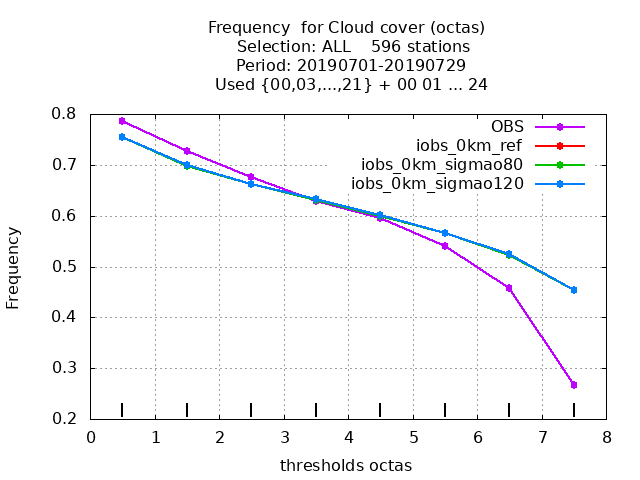 Frequency  for Cloud cover (octas)
Selection: ALL    596 stations
Period: 20190701-20190729
Used {00,03,...,21} + 00 01 ... 24
OBS
iobs_0km_ref
iobs_0km_sigmao80
iobs_0km_sigmao120
Frequency
0.8
0.7
0.6
0.5
0.4
0.3
0.2
0 1 2 3 4 5 6 7 8
thresholds octas